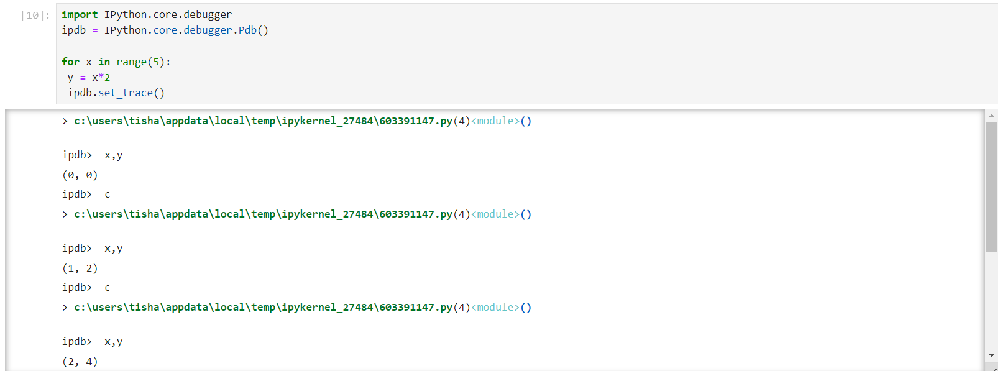 [10]: import IPython.core.debugger
ipdb = IPython.core.debugger.Pdb()
for x in range(5):
 y = x*2
 ipdb.set_trace()
> c:\users\tisha\appdata\local\temp\ipykernel_27484\603391147.py(4)<module>()
ipdb>  x,y
(0, 0)
ipdb>  c
> c:\users\tisha\appdata\local\temp\ipykernel_27484\603391147.py(4)<module>()
ipdb>  x,y
(1, 2)
ipdb>  c
> c:\users\tisha\appdata\local\temp\ipykernel_27484\603391147.py(4)<module>()
ipdb>  x,y
(2, 4)